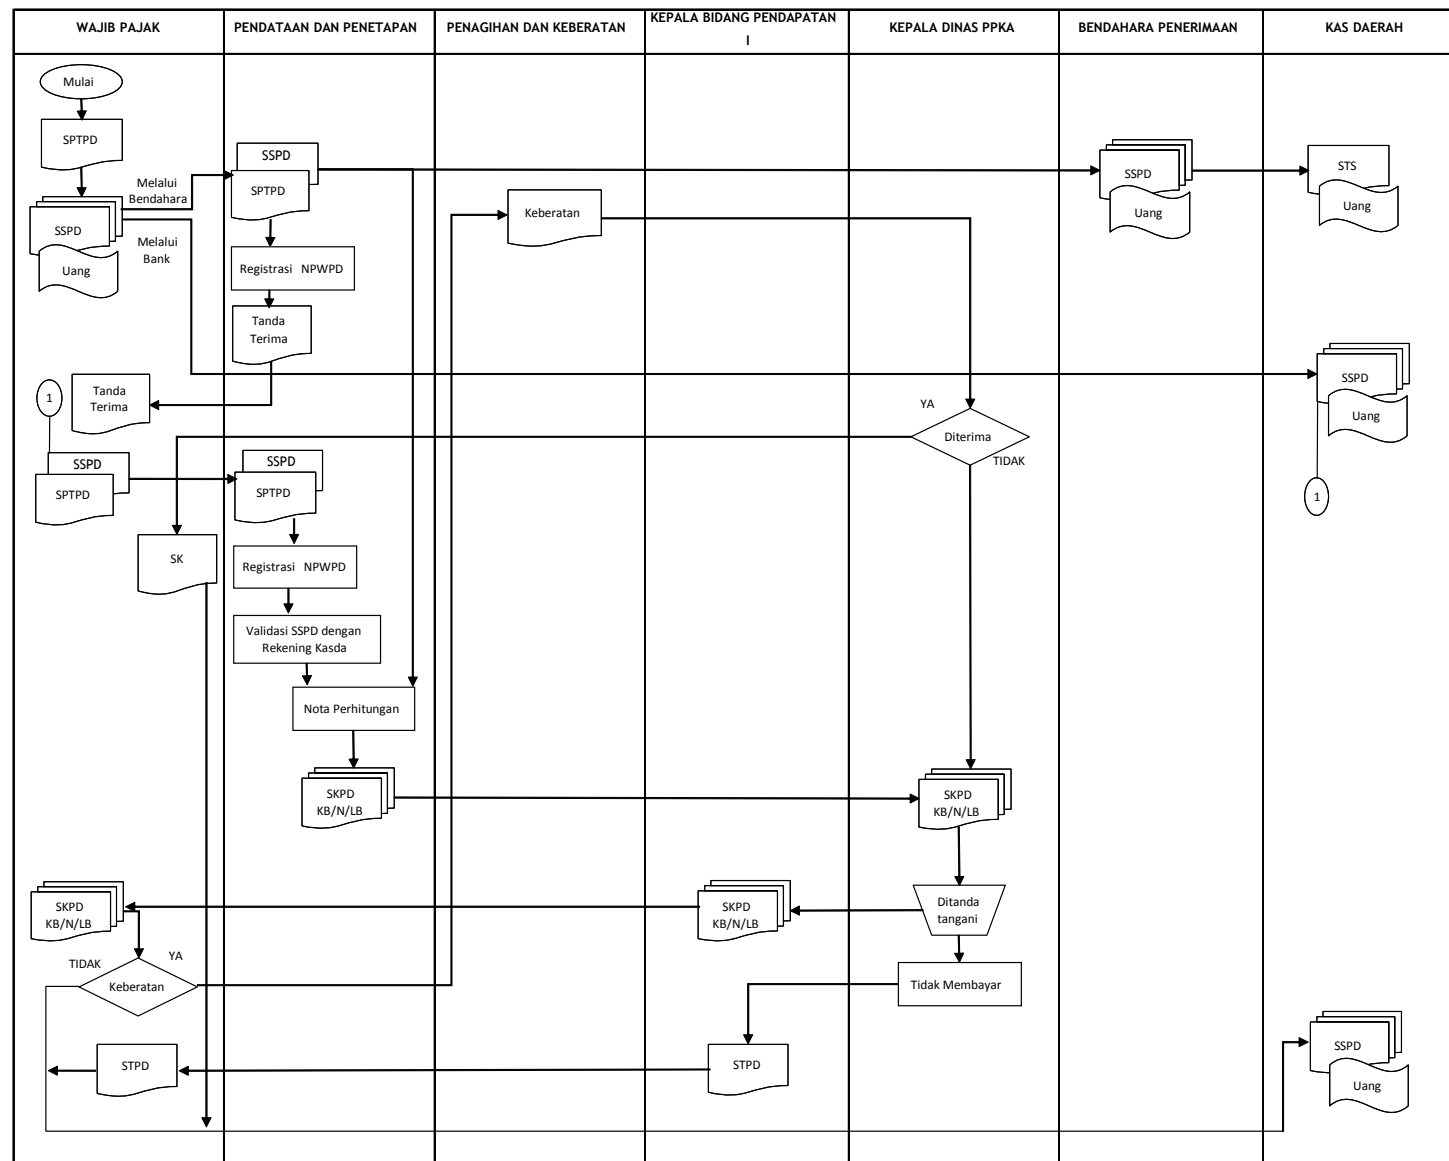 WAJIB PAJAK
PENDATAAN DAN PENETAPAN
PENAGIHAN DAN KEBERATAN
KEPALA BIDANG PENDAPATAN
I
KEPALA DINAS PPKA
BENDAHARA PENERIMAAN
KAS DAERAH
Mulai
SPTPD
SSPD
Uang
Melalui
Bendahara
Melalui
Bank
SSPD
SPTPD
Registrasi NPWPD
Tanda
Terima
Keberatan
SSPD
Uang
STS
Uang
1
Tanda
Terima
SSPD
Uang
1
YA
Diterima
TIDAK
SSPD
SPTPD
SSPD
SPTPD
SK
Registrasi NPWPD
Validasi SSPD dengan
Rekening Kasda
Nota Perhitungan
SKPD
KB/N/LB
SKPD
KB/N/LB
SKPD
KB/N/LB
SKPD
KB/N/LB
Ditanda
tangani
TIDAK
YA
Keberatan
Tidak Membayar
STPD
STPD
SSPD
Uang